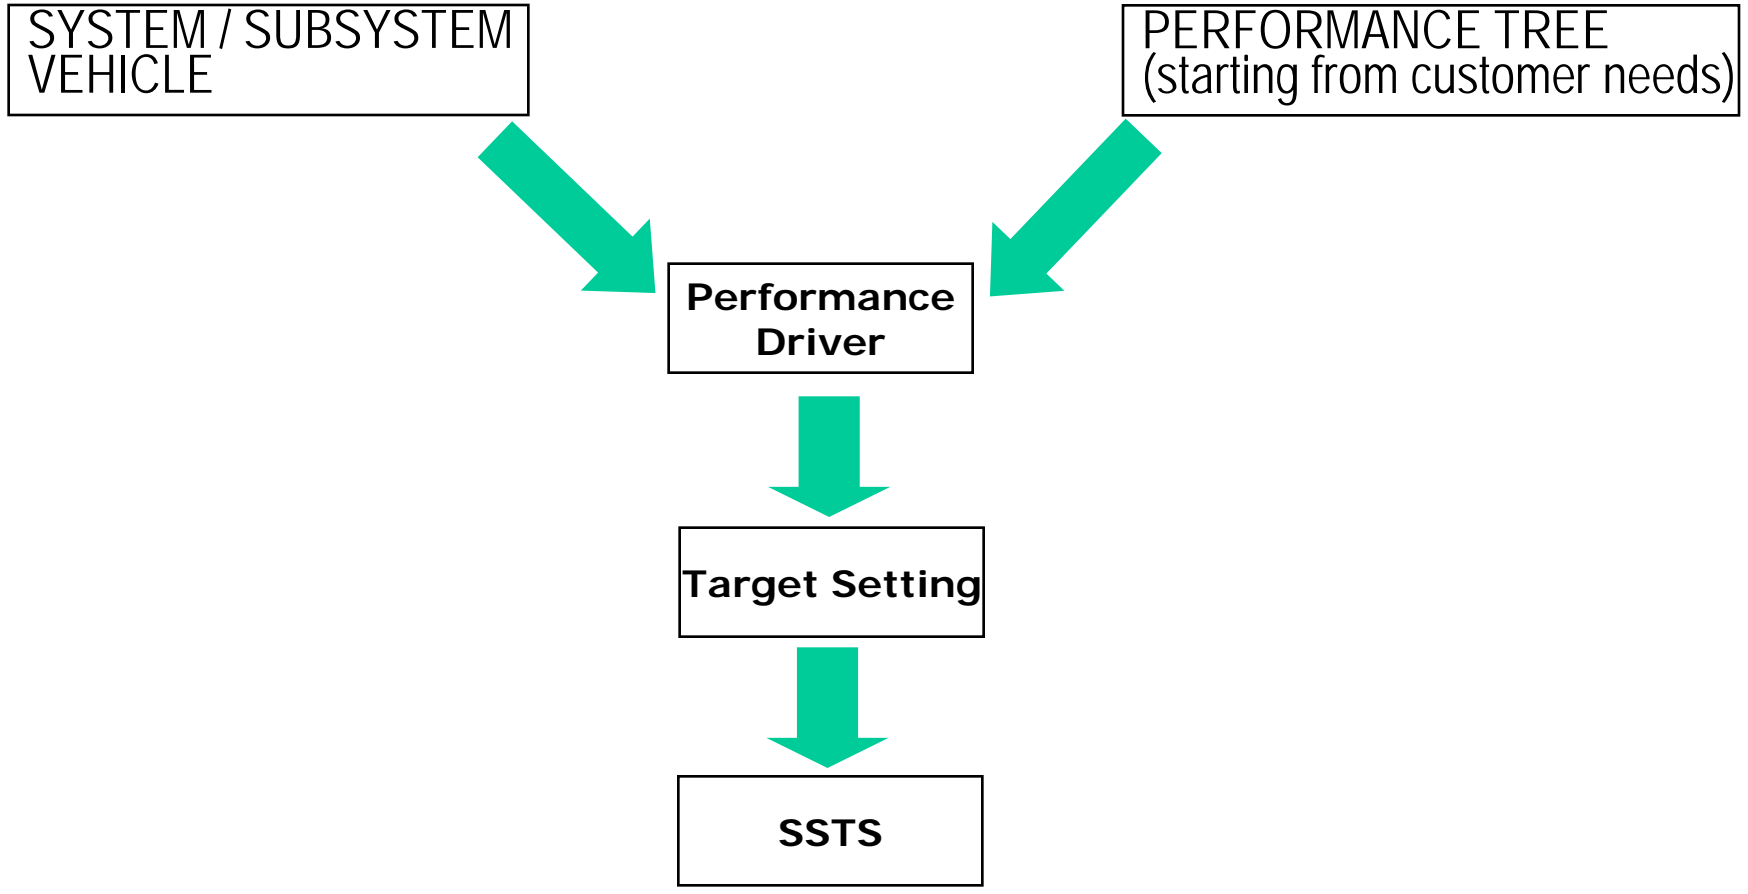 SYSTEM / SUBSYSTEM
VEHICLE
PERFORMANCE TREE
(starting from customer needs)
Performance
Driver
Target Setting
SSTS